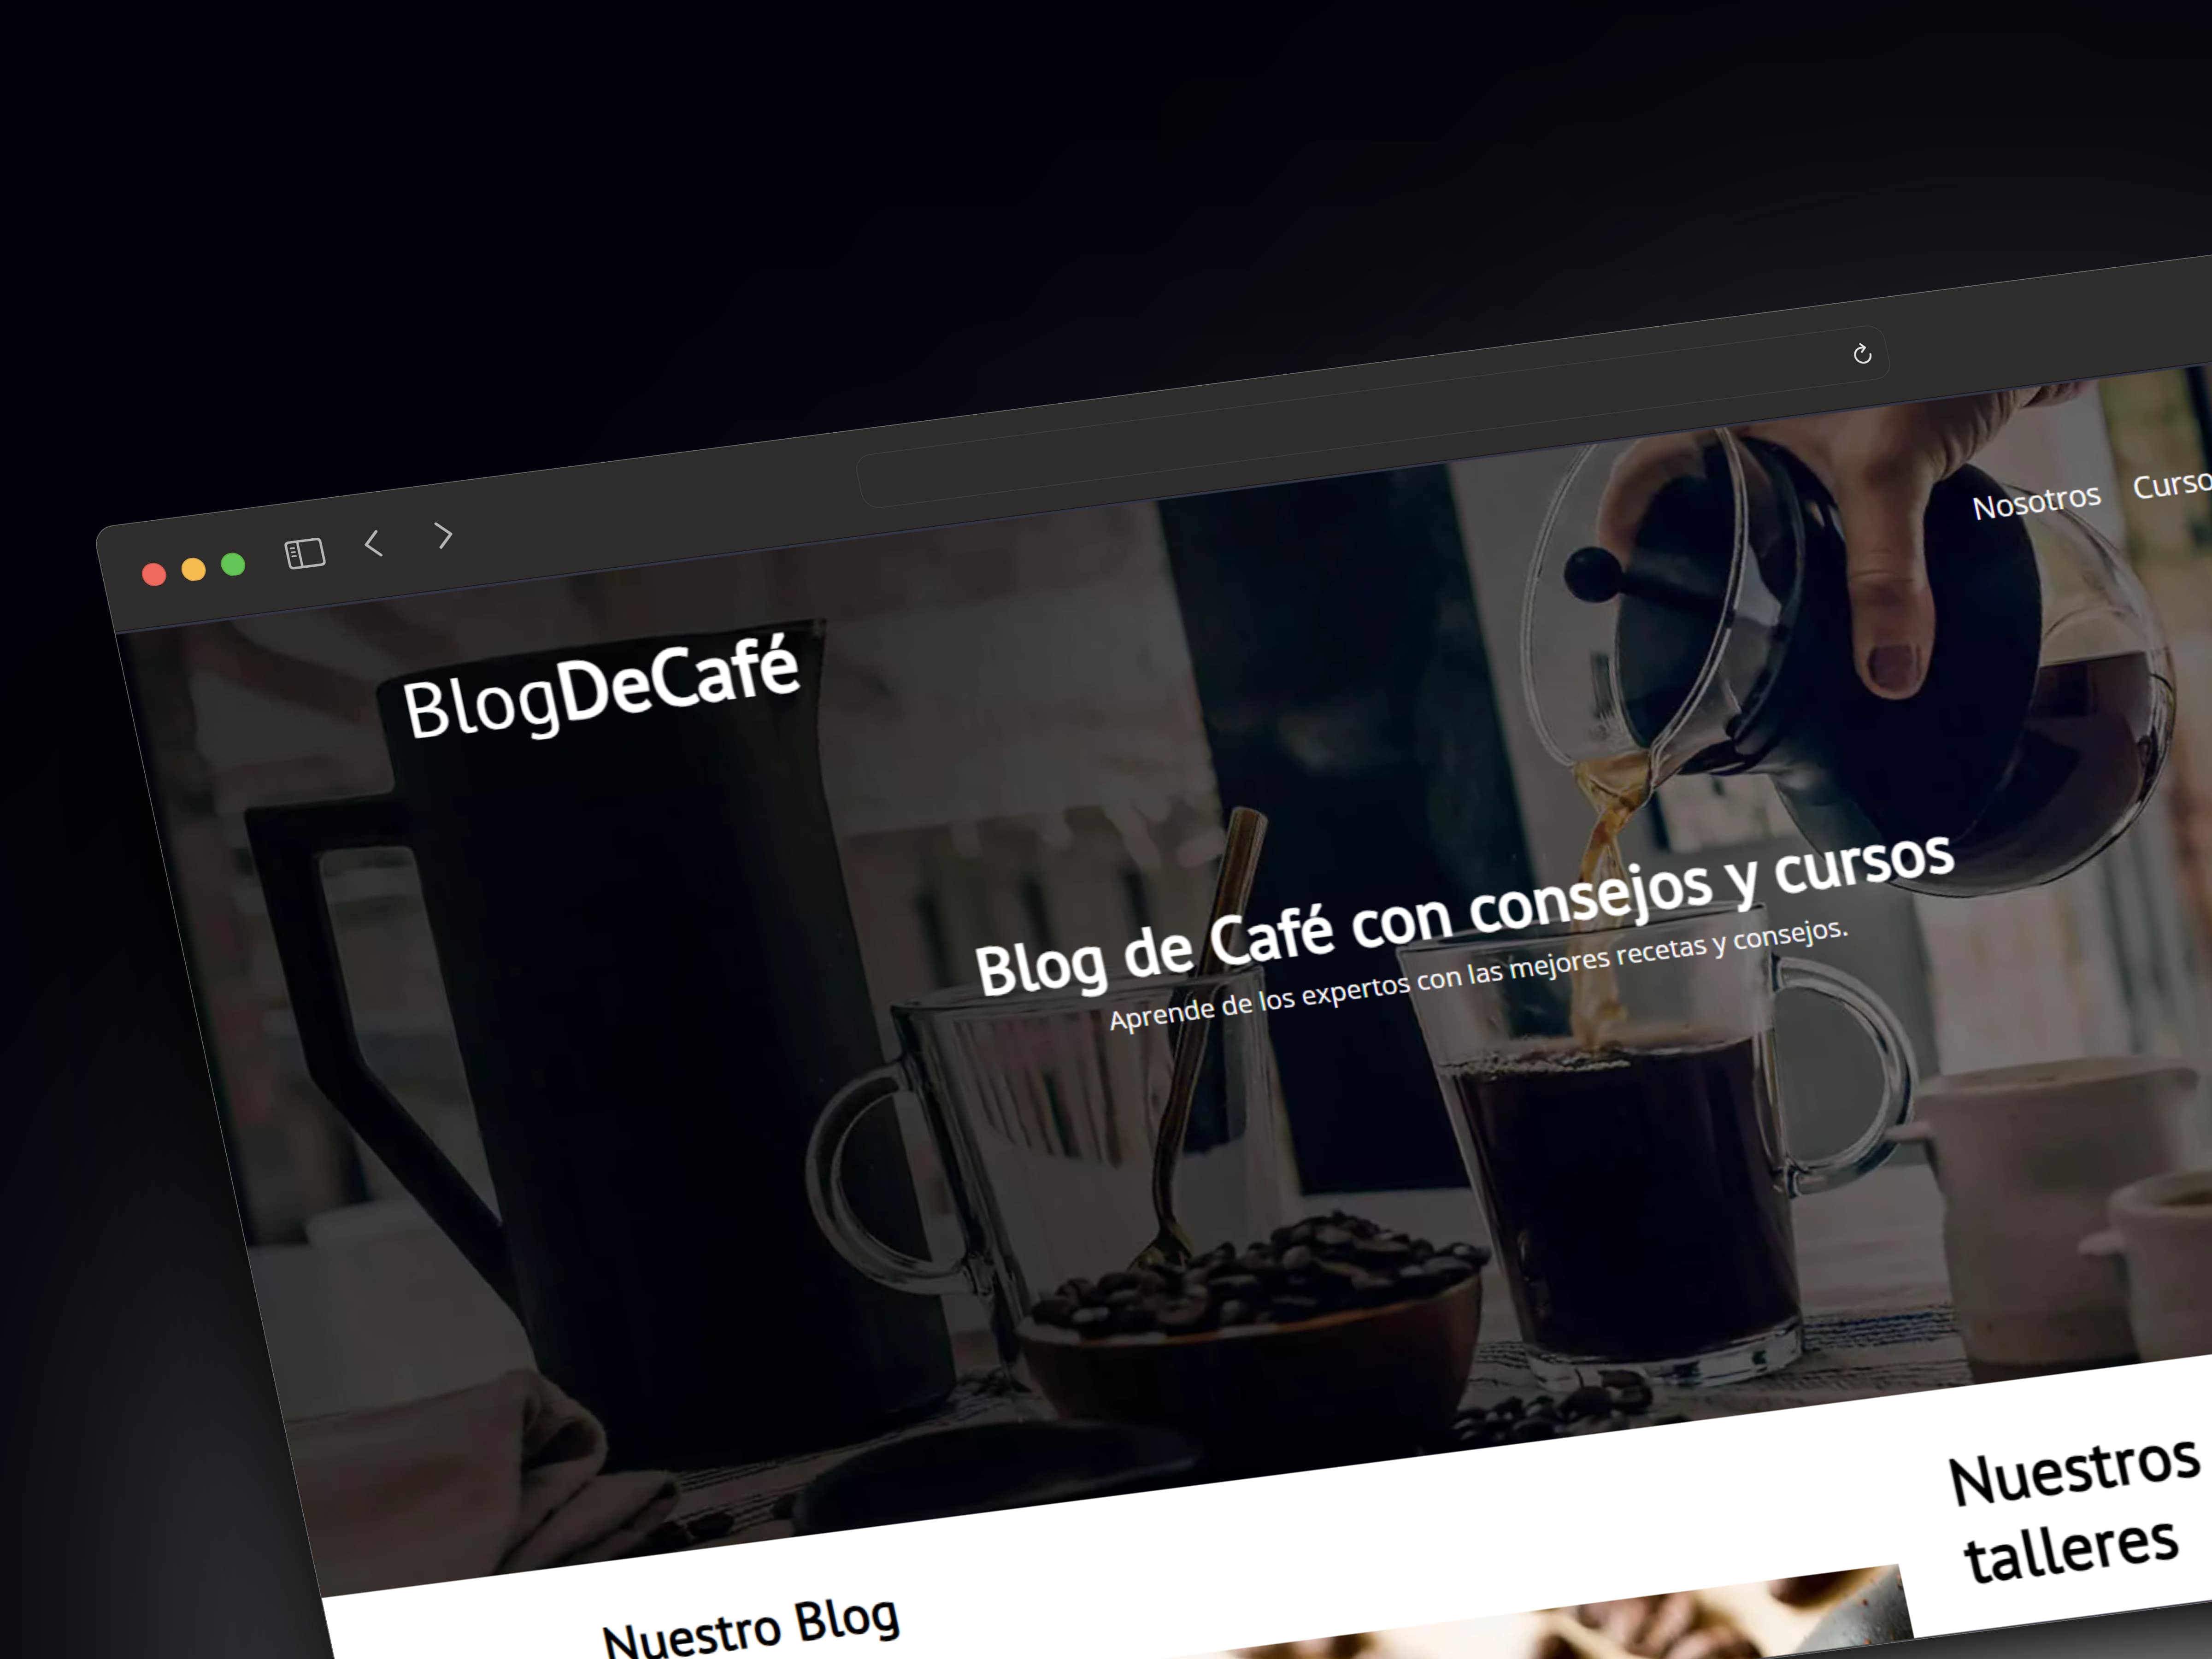 BlogDeCafé
Nosotros
Blog de Café con consejos y cursos
Aprende de los expertos con las mejores recetas y consejos.
Nuestro Blog
Nuestros
talleres